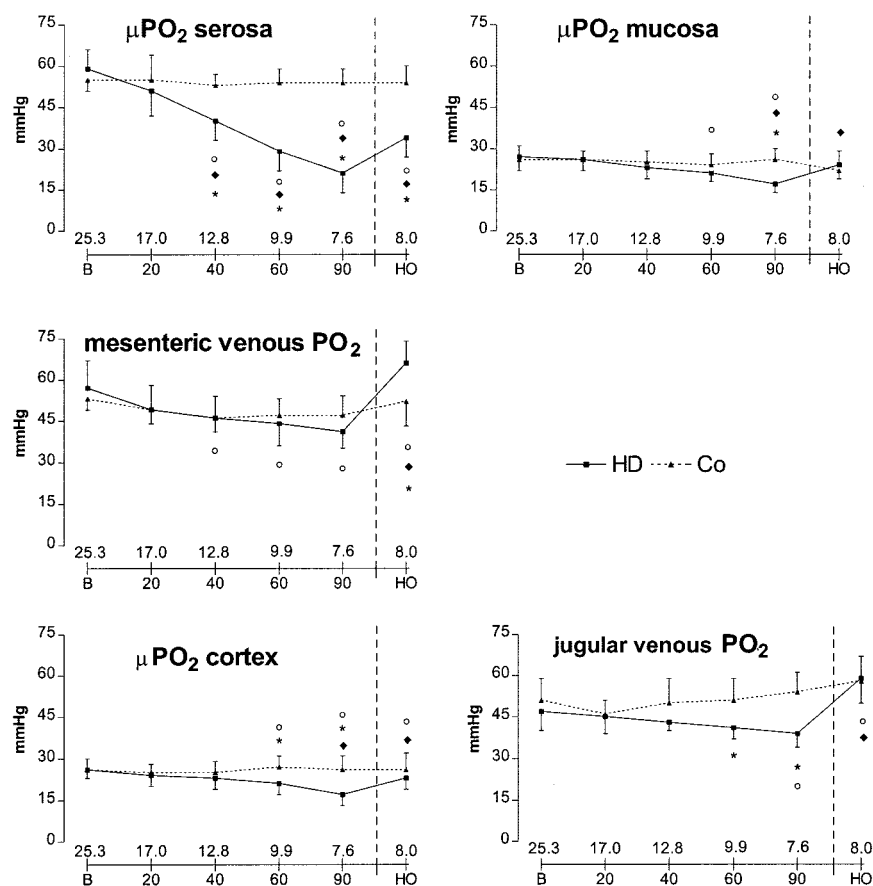 μPO2 serosa
75
60
45
30
15
0
mmHg
25.3 17.0 12.8 9.9 7.6 8.0
B 20 40 60 90 HO
μPO2 mucosa
75
60
45
30
15
0
mmHg
25.3 17.0 12.8 9.9 7.6 8.0
B 20 40 60 90 HO
mesenteric venous PO2
75
60
45
30
15
0
mmHg
25.3 17.0 12.8 9.9 7.6 8.0
B 20 40 60 90 HO
HD Co
μPO2 cortex
75
60
45
30
15
0
mmHg
25.3 17.0 12.8 9.9 7.6 8.0
B 20 40 60 90 HO
jugular venous PO2
75
60
45
30
15
0
mmHg
25.3 17.0 12.8 9.9 7.6 8.0
B 20 40 60 90 HO